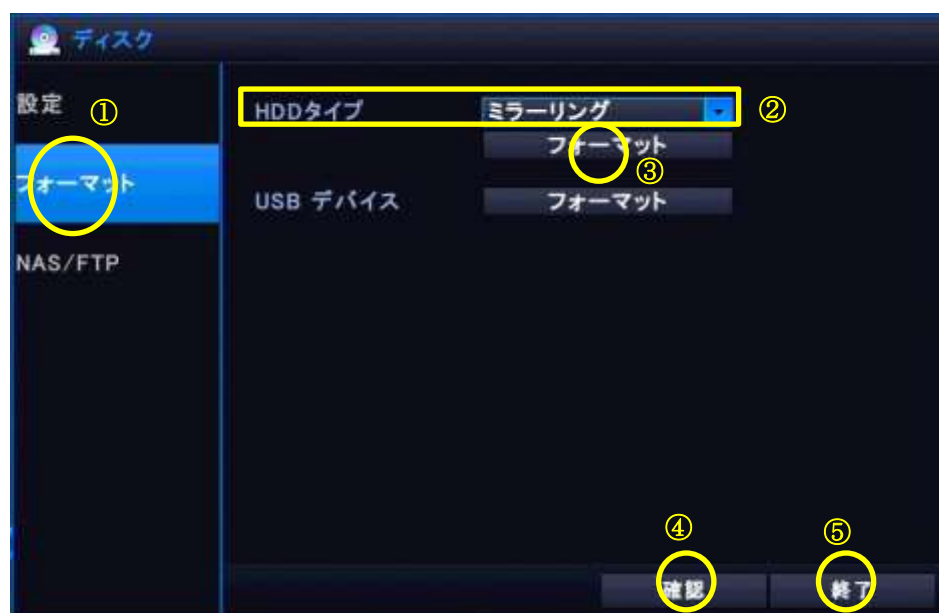 ディスク
設定 ①
HDDタイプ ミラーリング ②
フォーマット
③
フォーマット
USB デバイス フォーマット
NAS/FTP
④ ⑤
確認 終了